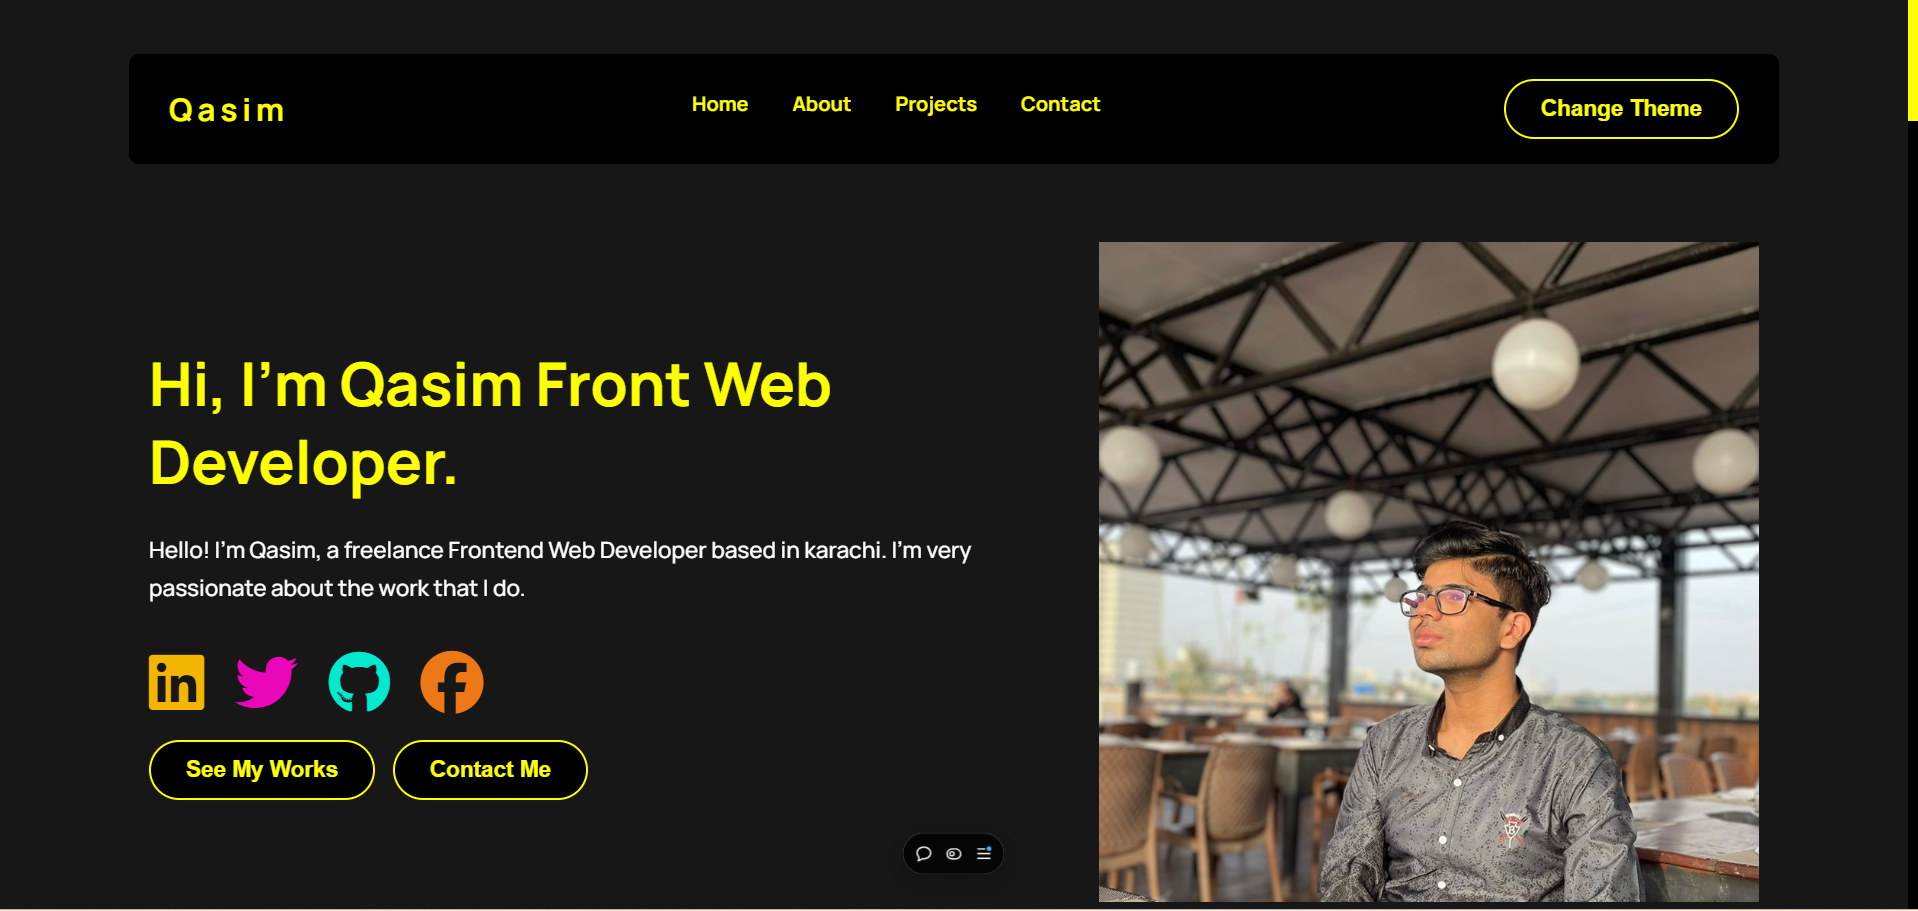 Qasim
Home About Projects Contact
Change Theme
Hi, I'm Qasim Front Web
Developer.
Hello! I'm Qasim, a freelance Frontend Web Developer based in karachi. I'm very
passionate about the work that I do.
See My Works
Contact Me